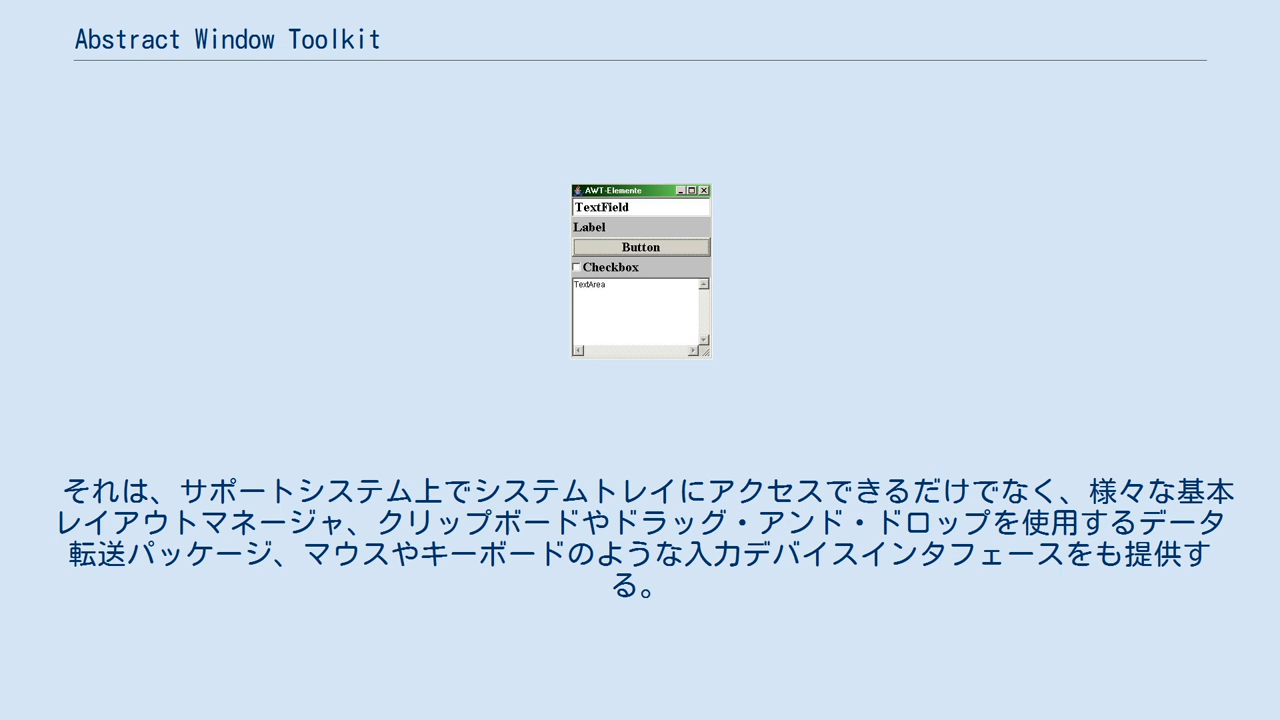 Abstract Window Toolkit
AWT-Elemente
TextField
Label
Button
Checkbox
TextArea
それは、サポートシステム上でシステムトレイにアクセスできるだけでなく、様々な基本
レイアウトマネージャ、クリップボードやドラッグ・アンド・ドロップを使用するデータ
転送パッケージ、マウスやキーボードのような入力デバイスインタフェースをも提供す
る。